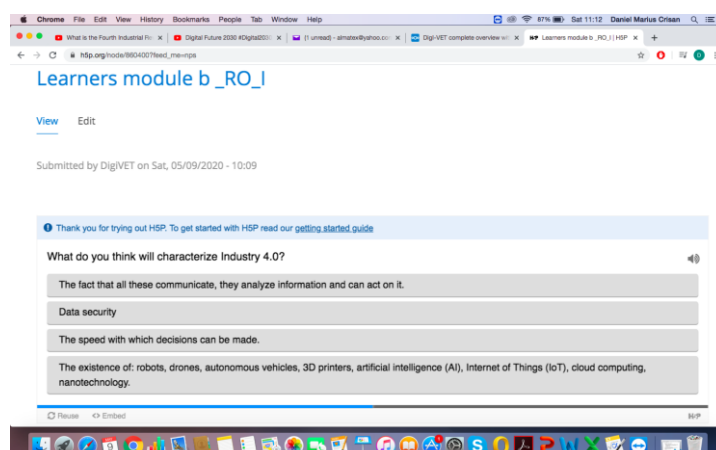 Chrome File Edit View History Bookmarks People Tab Window Help 87% Sat 11:12 Daniel Marius Crisan
What is the Fourth Industrial Re Digital Future 2030 #Digital203 (1 unread) - almatex@yahoo.co Digi-VET complete overview wi Learners module b _RO_I | H5P
h5p.org/node/860400?feed_me=nps
Learners module b _RO_I
View Edit
Submitted by DigiVET on Sat, 05/09/2020 - 10:09
Thank you for trying out H5P. To get started with H5P read our getting started guide
What do you think will characterize Industry 4.0?
The fact that all these communicate, they analyze information and can act on it.
Data security
The speed with which decisions can be made.
The existence of: robots, drones, autonomous vehicles, 3D printers, artificial intelligence (AI), Internet of Things (IoT), cloud computing,
nanotechnology.
Reuse <> Embed H5P